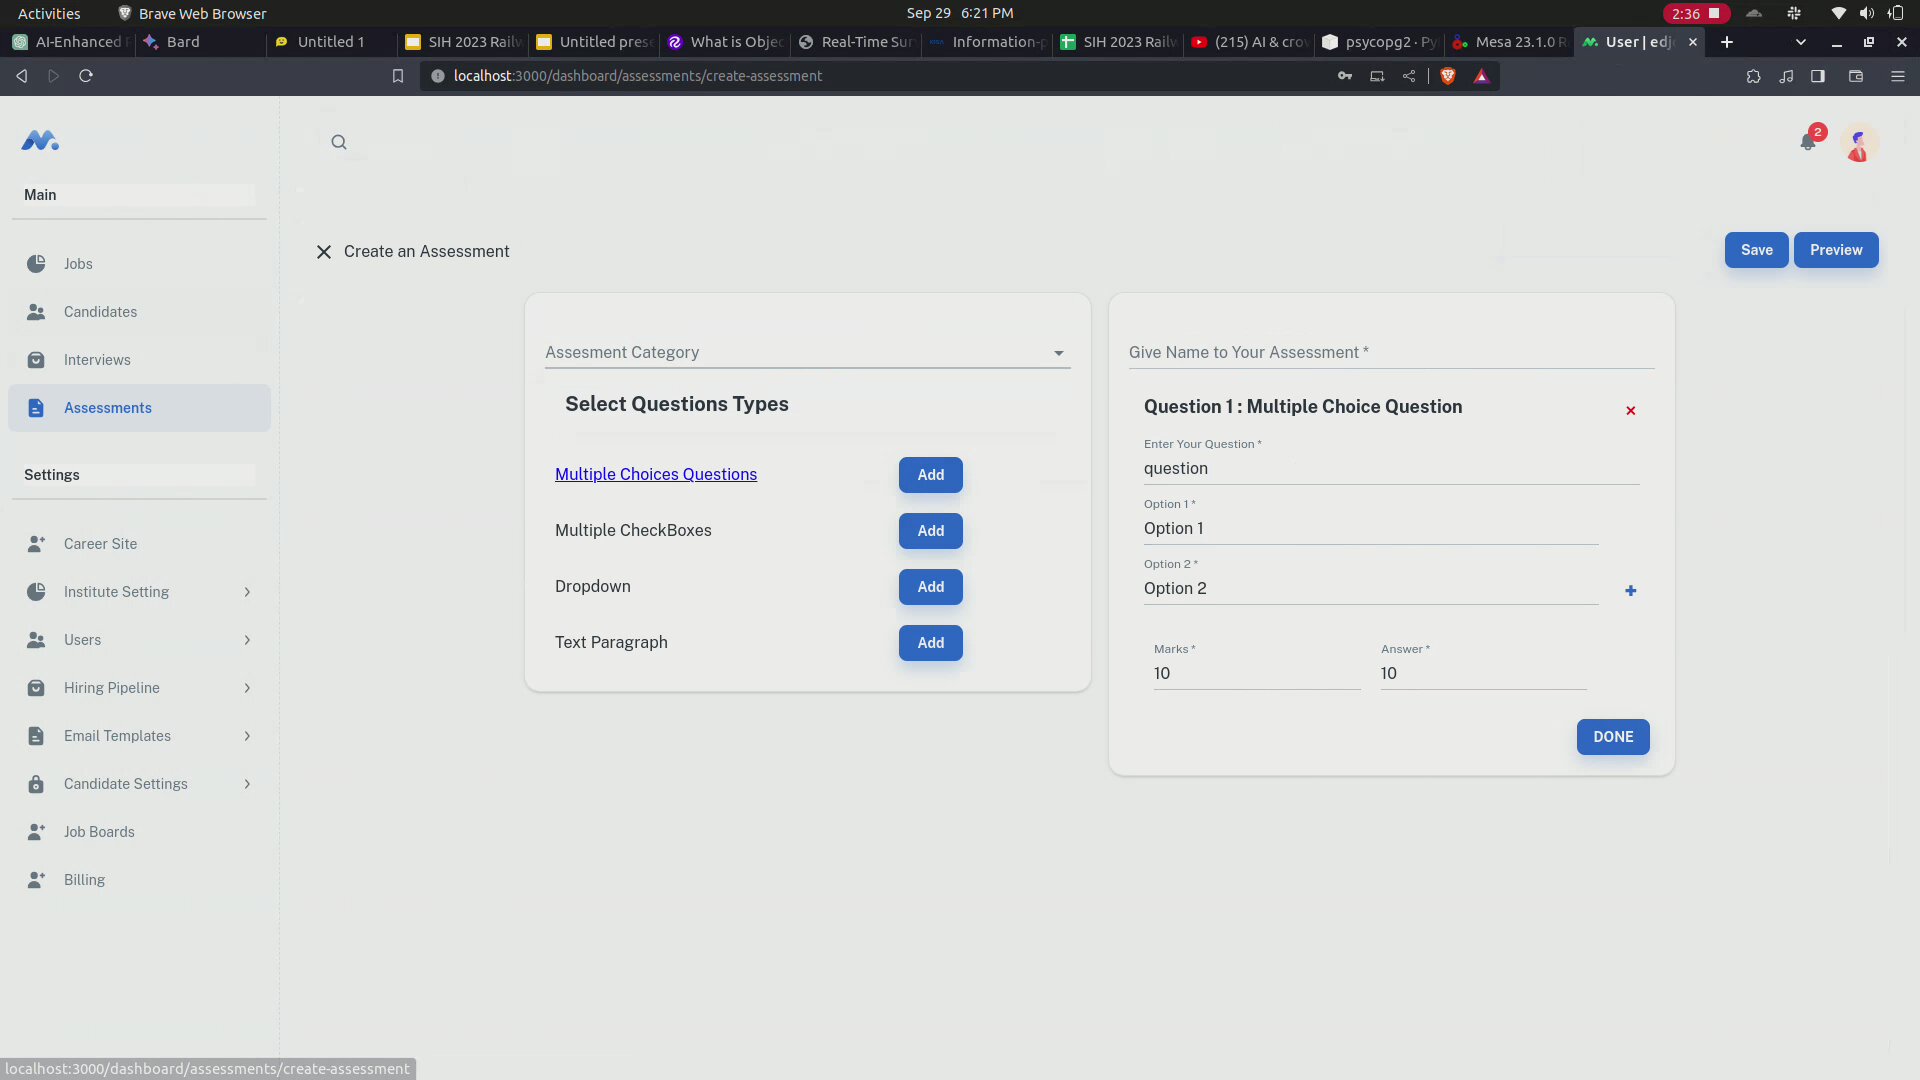 Activities
Brave Web Browser
Sep 29 6:21 PM
2:36
AI-Enhanced
Bard
Untitled 1
SIH 2023 Railw
Untitled prese
What is Objec
Real-Time Sur
Information-p
SIH 2023 Railw
(215) AI & crow
psycopg2 · Py
Mesa 23.1.0 R
User | edj
localhost:3000/dashboard/assessments/create-assessment
2
Main
Jobs
Candidates
Interviews
Assessments
Settings
Career Site
Institute Setting
Users
Hiring Pipeline
Email Templates
Candidate Settings
Job Boards
Billing
Create an Assessment
Save
Preview
Assesment Category
Select Questions Types
Multiple Choices Questions
Add
Multiple CheckBoxes
Add
Dropdown
Add
Text Paragraph
Add
Give Name to Your Assessment *
Question 1 : Multiple Choice Question
Enter Your Question *
question
Option 1 *
Option 1
Option 2 *
Option 2
Marks *
10
Answer *
10
DONE
localhost:3000/dashboard/assessments/create-assessment